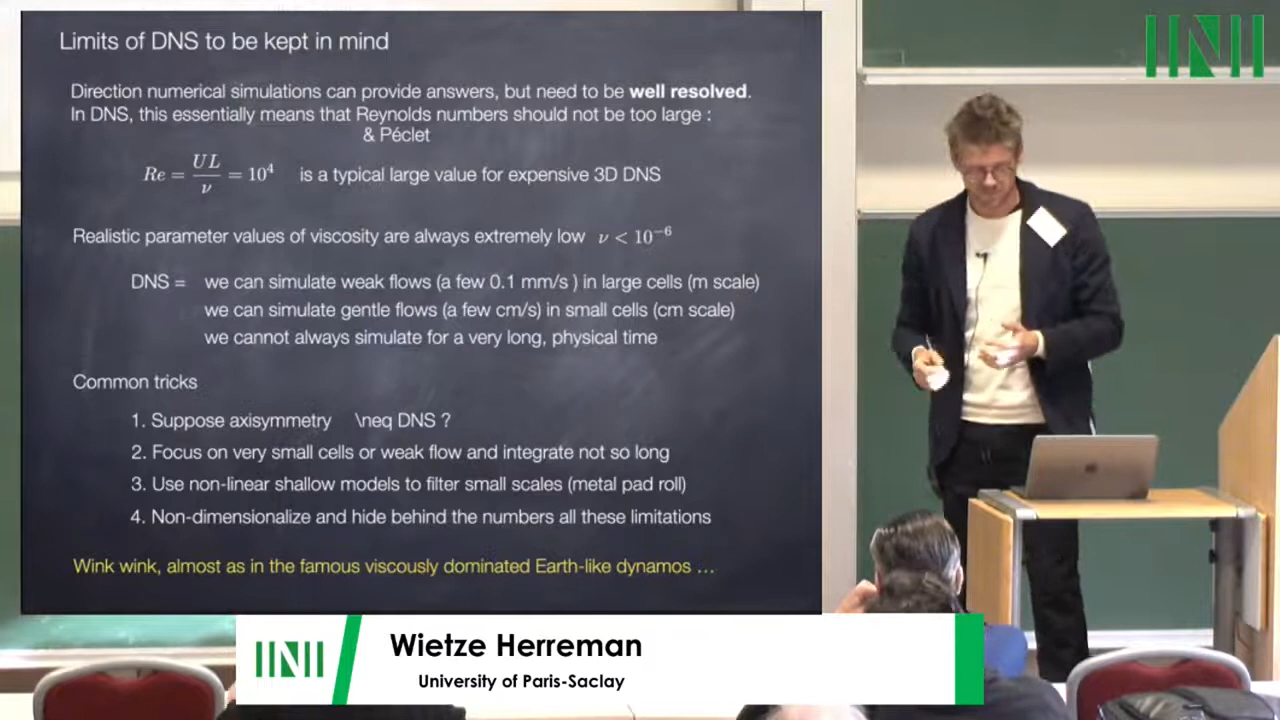 Limits of DNS to be kept in mind
Direction numerical simulations can provide answers, but need to be well resolved.
In DNS, this essentially means that Reynolds numbers should not be too large :
& Péclet
Re = UL/ν = 10⁴ is a typical large value for expensive 3D DNS
Realistic parameter values of viscosity are always extremely low ν < 10⁻⁶
DNS = we can simulate weak flows (a few 0.1 mm/s ) in large cells (m scale)
we can simulate gentle flows (a few cm/s) in small cells (cm scale)
we cannot always simulate for a very long, physical time
Common tricks
1. Suppose axisymmetry \neq DNS ?
2. Focus on very small cells or weak flow and integrate not so long
3. Use non-linear shallow models to filter small scales (metal pad roll)
4. Non-dimensionalize and hide behind the numbers all these limitations
Wink wink, almost as in the famous viscously dominated Earth-like dynamos ...
Wietze Herreman
University of Paris-Saclay